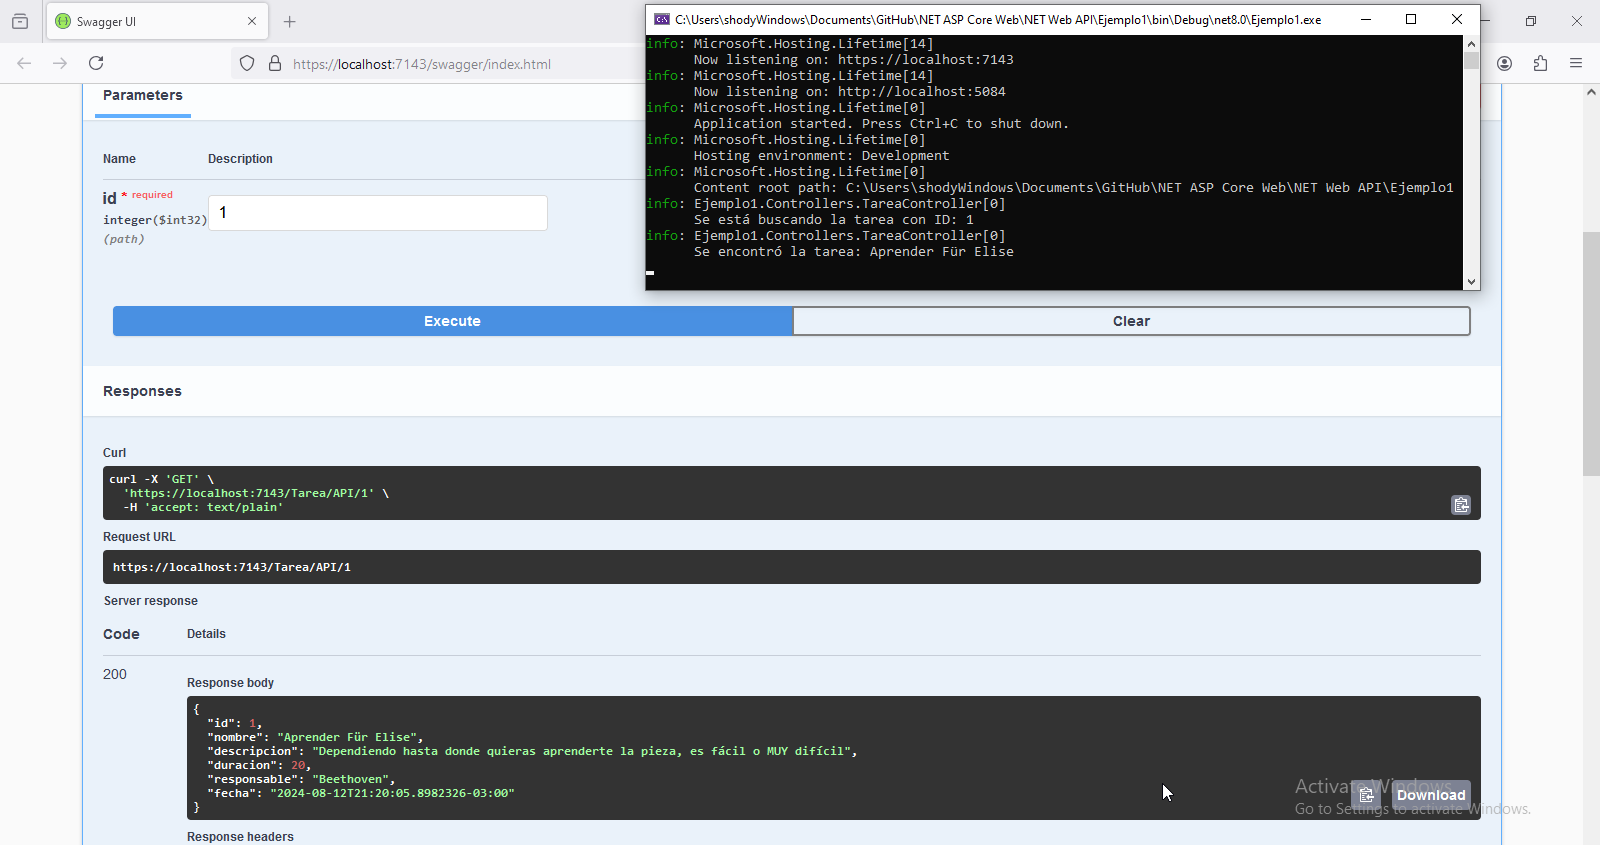 Swagger UI
https://localhost:7143/swagger/index.html
C:\Users\shodyWindows\Documents\GitHub\NET ASP Core Web\NET Web API\Ejemplo1\bin\Debug\net8.0\Ejemplo1.exe
info: Microsoft.Hosting.Lifetime[14]
Now listening on: https://localhost:7143
info: Microsoft.Hosting.Lifetime[14]
Now listening on: http://localhost:5084
info: Microsoft.Hosting.Lifetime[0]
Application started. Press Ctrl+C to shut down.
info: Microsoft.Hosting.Lifetime[0]
Hosting environment: Development
info: Microsoft.Hosting.Lifetime[0]
Content root path: C:\Users\shodyWindows\Documents\GitHub\NET ASP Core Web\NET Web API\Ejemplo1
info: Ejemplo1.Controllers.TareaController[0]
Se está buscando la tarea con ID: 1
info: Ejemplo1.Controllers.TareaController[0]
Se encontró la tarea: Aprender Für Elise
Parameters
Name Description
id * required
integer($int32)
(path)
1
Execute Clear
Responses
Curl
curl -X 'GET' \
'https://localhost:7143/Tarea/API/1' \
-H 'accept: text/plain'
Request URL
https://localhost:7143/Tarea/API/1
Server response
Code Details
200
Response body
{
"id": 1,
"nombre": "Aprender Für Elise",
"descripcion": "Dependiendo hasta donde quieras aprenderte la pieza, es fácil o MUY difícil",
"duracion": 20,
"responsable": "Beethoven",
"fecha": "2024-08-12T21:20:05.8982326-03:00"
}
Download
Activate Windows
Go to Settings to activate Windows.
Response headers